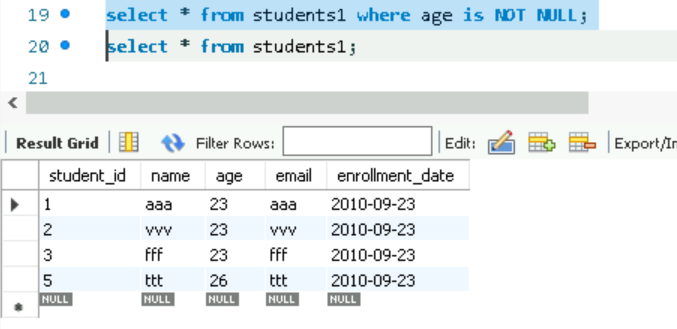 19 select * from students1 where age is NOT NULL;
20 select * from students1;
21
Result Grid Filter Rows: Edit: Export/Im
student_id name age email enrollment_date
1 aaa 23 aaa 2010-09-23
2 vvv 23 vvv 2010-09-23
3 fff 23 fff 2010-09-23
5 ttt 26 ttt 2010-09-23
NULL NULL NULL NULL NULL